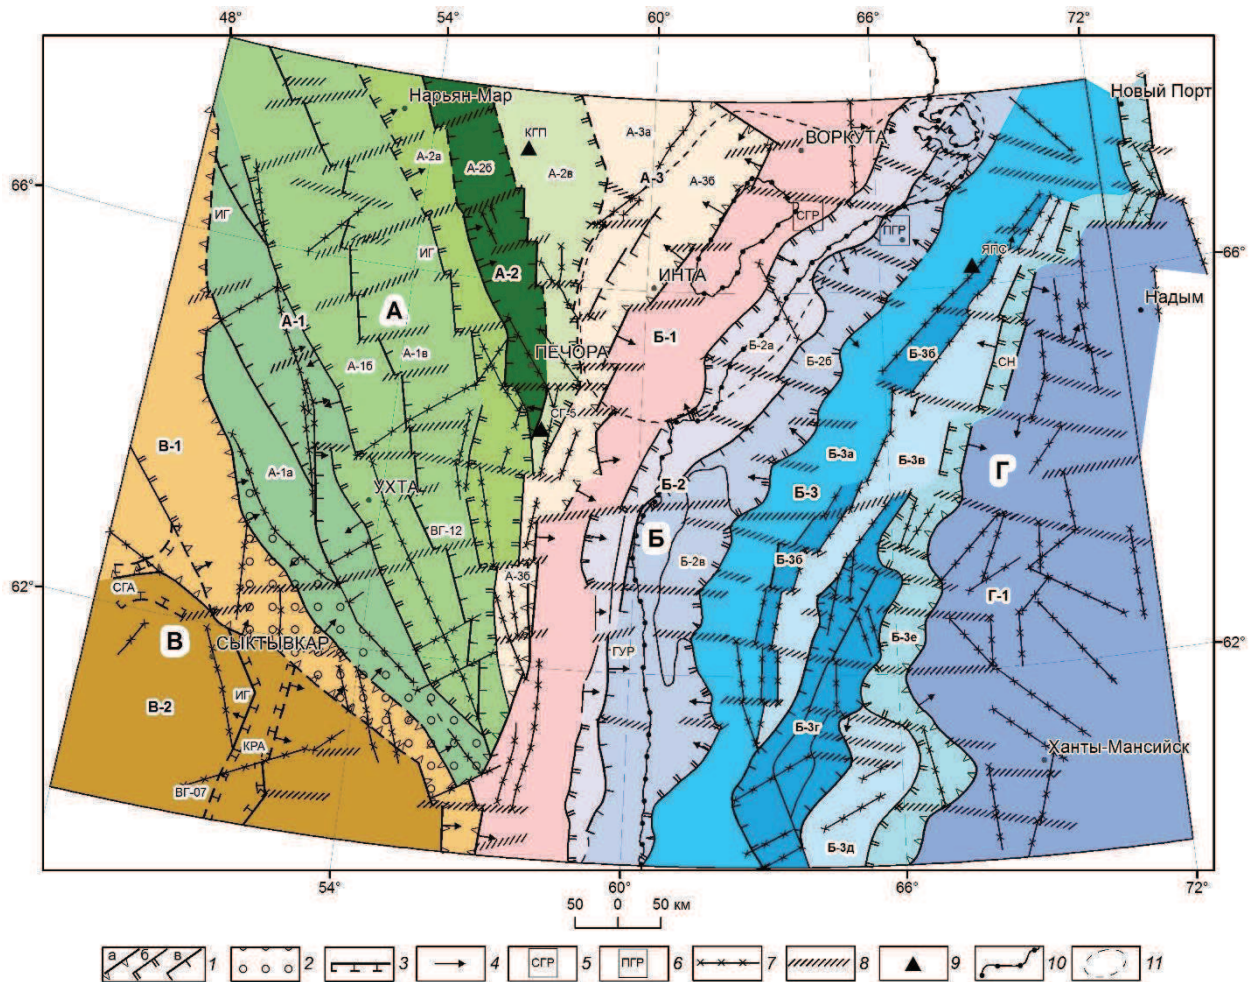 48° 54° 60° 66° 72°
Новый Порт
Нарьян-Мар
КГП
А-3а
ВОРКУТА
А-2а
А-2б
А-2в
А-3
А-3б
66°
ИГ
СГР
ПГР
ИГ
ЯПС
66°
А-2
ИНТА
Надым
А-1
А
ПЕЧОРА
Б-1
Б-2а
Б-2б
Б-3б
СН
А-1б
А-1в
СГ-5
В-1
Б-3а
Б-3в
Г
А-1а
УХТА
Б-2
Б-3
ВГ-12
Б
Б-2в
Б-3б
62°
СГА
А-3б
Г-1
В
СЫКТЫВКАР
ГУР
Б-3е
62°
В-2
ИГ
Б-3г
КРА
Ханты-Мансийск
ВГ-07
Б-3д
54° 60° 66° 72°
50 0 50 км
а б в 1 2 3 4 СГР 5 ПГР 6 7 8 9 10 11